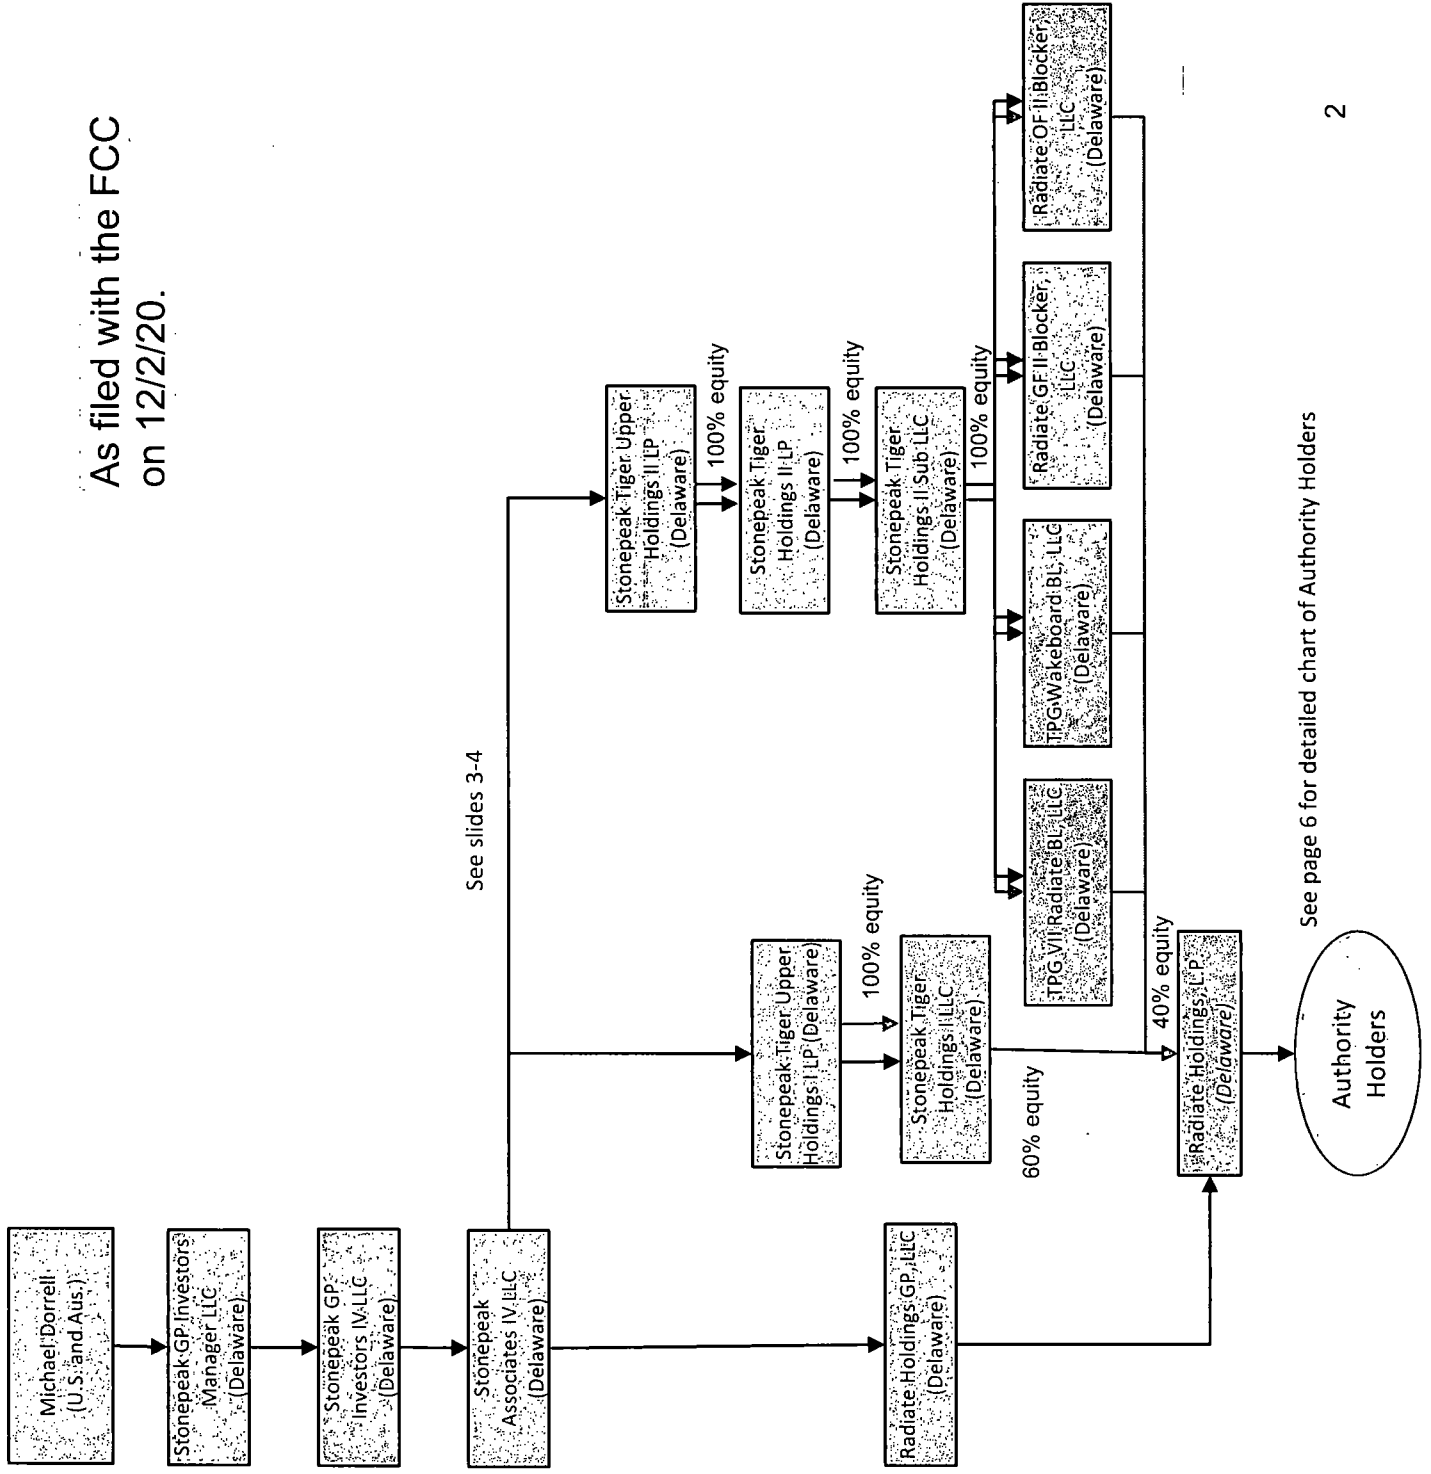 As filed with the FCC
on 12/2/20.
Michael Dorrell
(U.S. and Aus.)
Stonepeak GP Investors
Manager LLC
(Delaware)
Stonepeak GP
Investors IV LLC
(Delaware)
Stonepeak
Associates IV LLC
(Delaware)
See slides 3-4
Stonepeak Tiger Upper
Holdings II LP
(Delaware)
100% equity
Stonepeak Tiger
Holdings II LP
(Delaware)
100% equity
Stonepeak Tiger
Holdings II Sub LLC
(Delaware)
100% equity
Stonepeak Tiger Upper
Holdings I LP (Delaware)
100% equity
Stonepeak Tiger
Holdings I LLC
(Delaware)
60% equity
Radiate Holdings GP, LLC
(Delaware)
TPG VII Radiate BL, LLC
(Delaware)
TPG Wakeboard BL, LLC
(Delaware)
Radiate GF II Blocker,
LLC
(Delaware)
Radiate OF II Blocker,
LLC
(Delaware)
40% equity
Radiate Holdings, L.P.
(Delaware)
Authority
Holders
See page 6 for detailed chart of Authority Holders
2